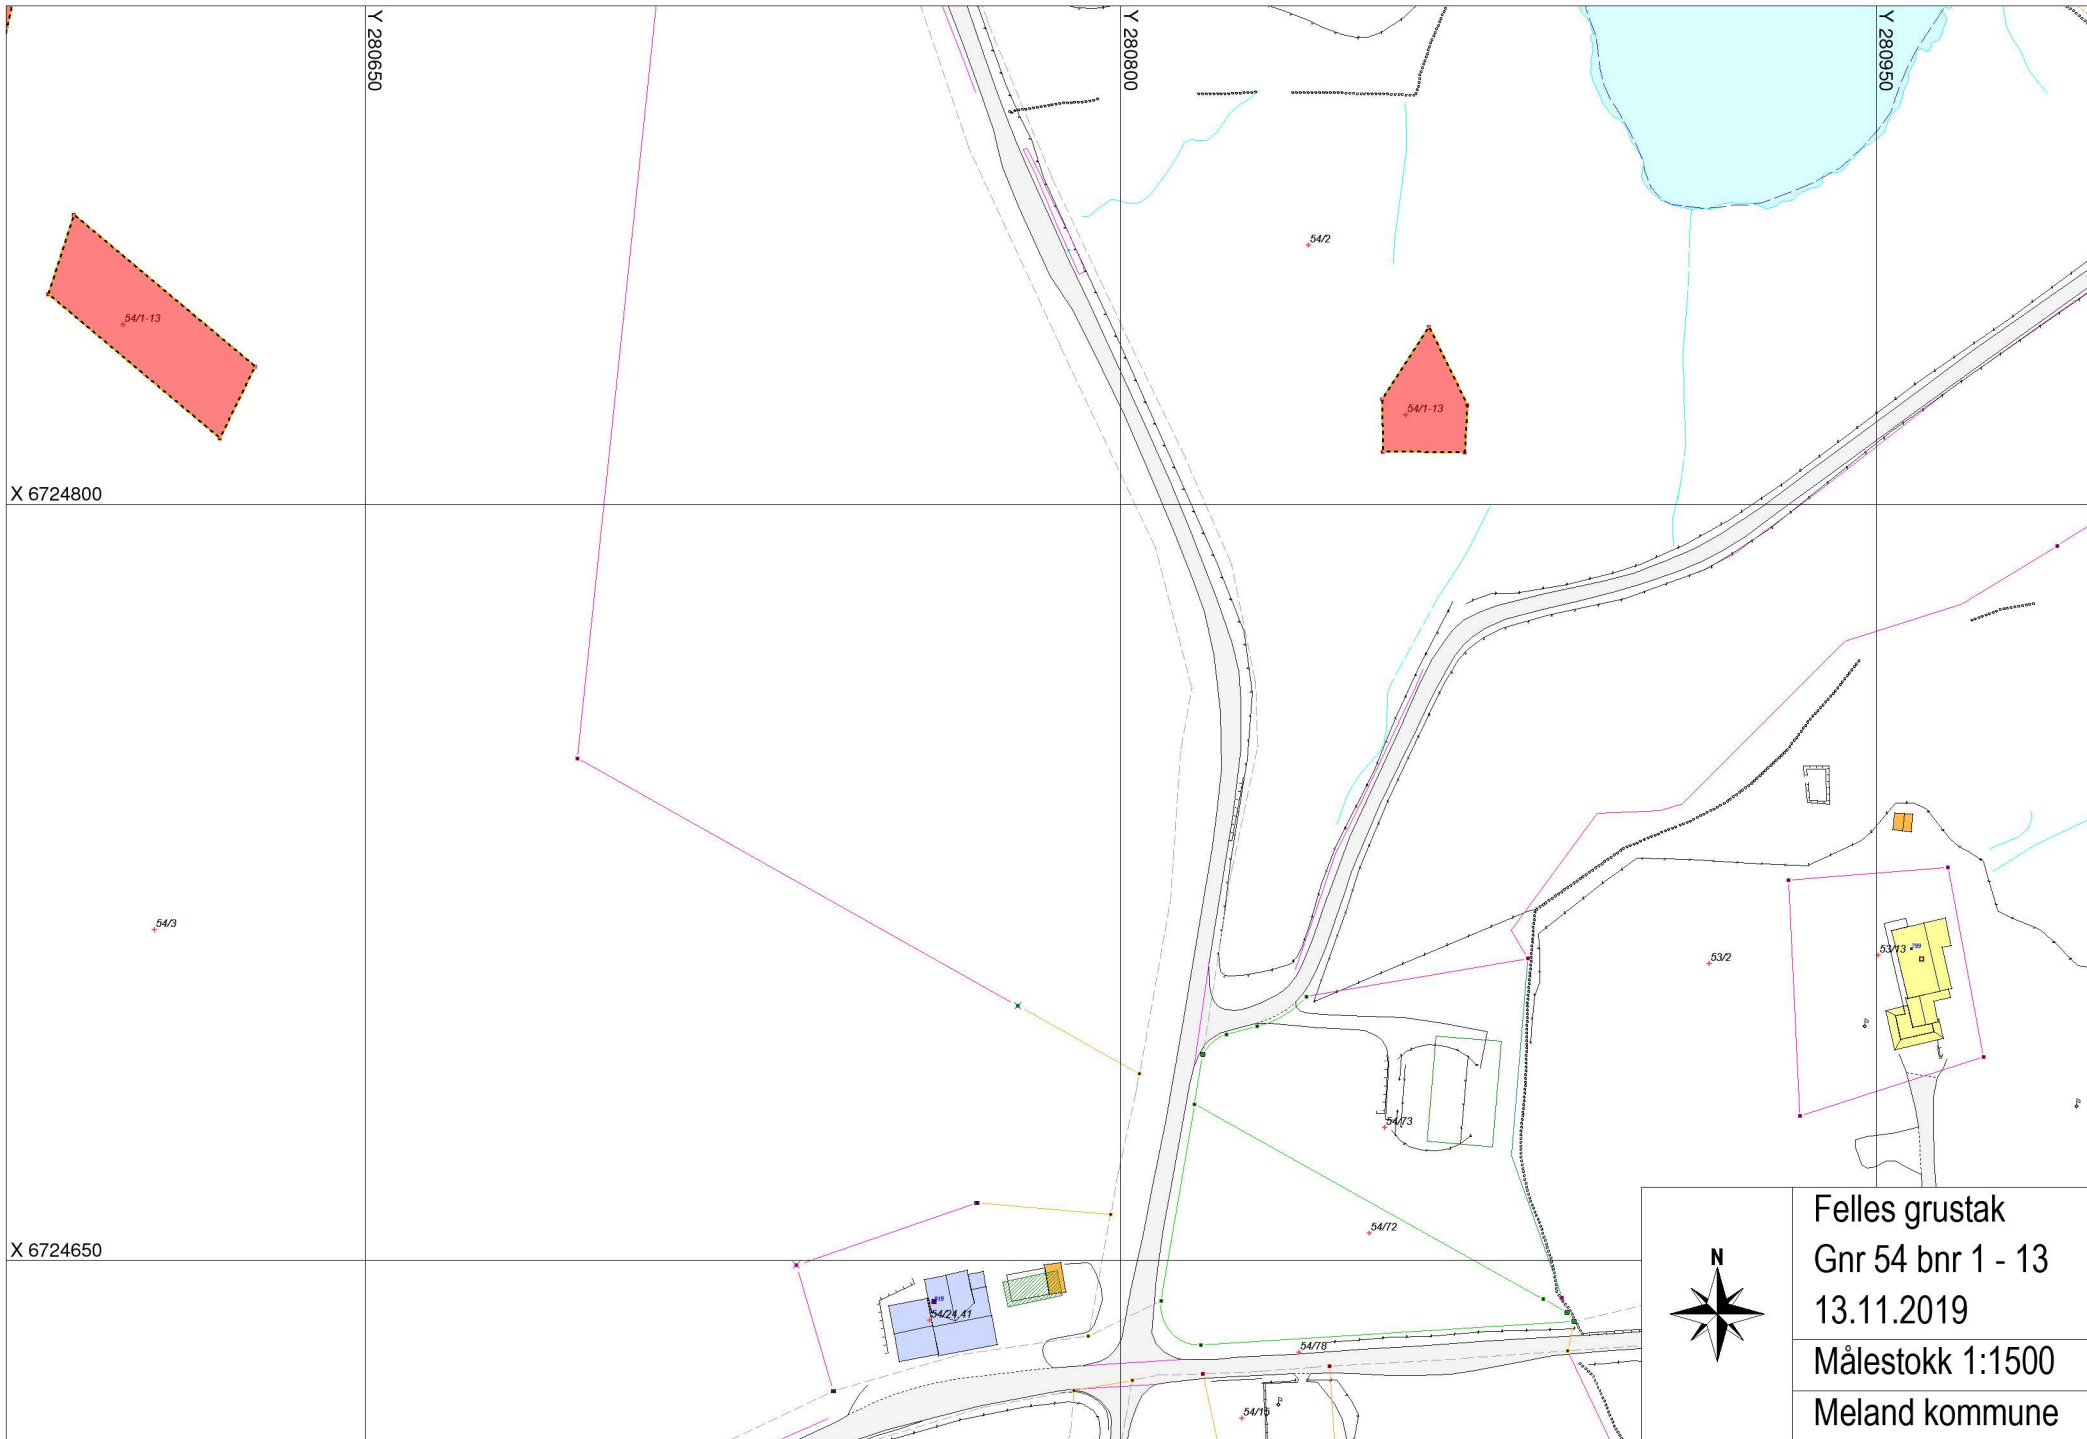 Y 280650
Y 280800
Y 280950
54/2
54/1-13
54/1-13
X 6724800
54/3
53/2
53/13
799
54/73
54/72
X 6724650
819
54/24,41
54/78
54/15
N
Felles grustak
Gnr 54 bnr 1 - 13
13.11.2019
Målestokk 1:1500
Meland kommune